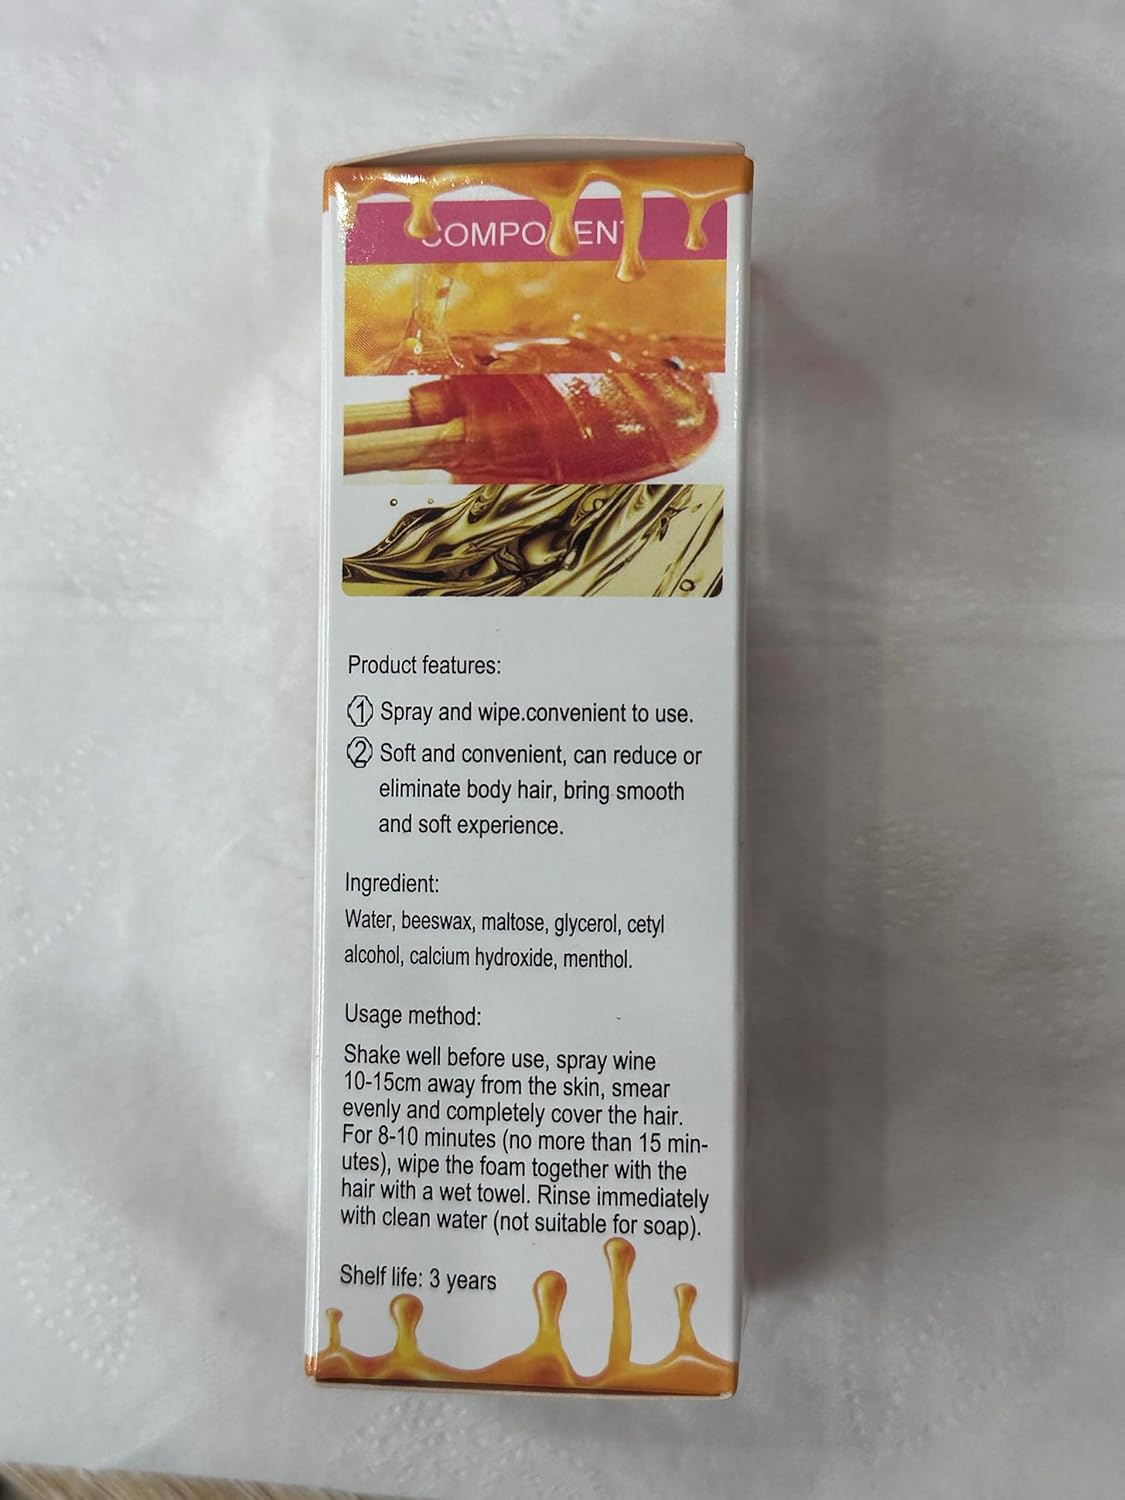 COMPONENT
Product features:
① Spray and wipe.convenient to use.
② Soft and convenient, can reduce or
eliminate body hair, bring smooth
and soft experience.
Ingredient:
Water, beeswax, maltose, glycerol, cetyl
alcohol, calcium hydroxide, menthol.
Usage method:
Shake well before use, spray wine
10-15cm away from the skin, smear
evenly and completely cover the hair.
For 8-10 minutes (no more than 15 min-
utes), wipe the foam together with the
hair with a wet towel. Rinse immediately
with clean water (not suitable for soap).
Shelf life: 3 years